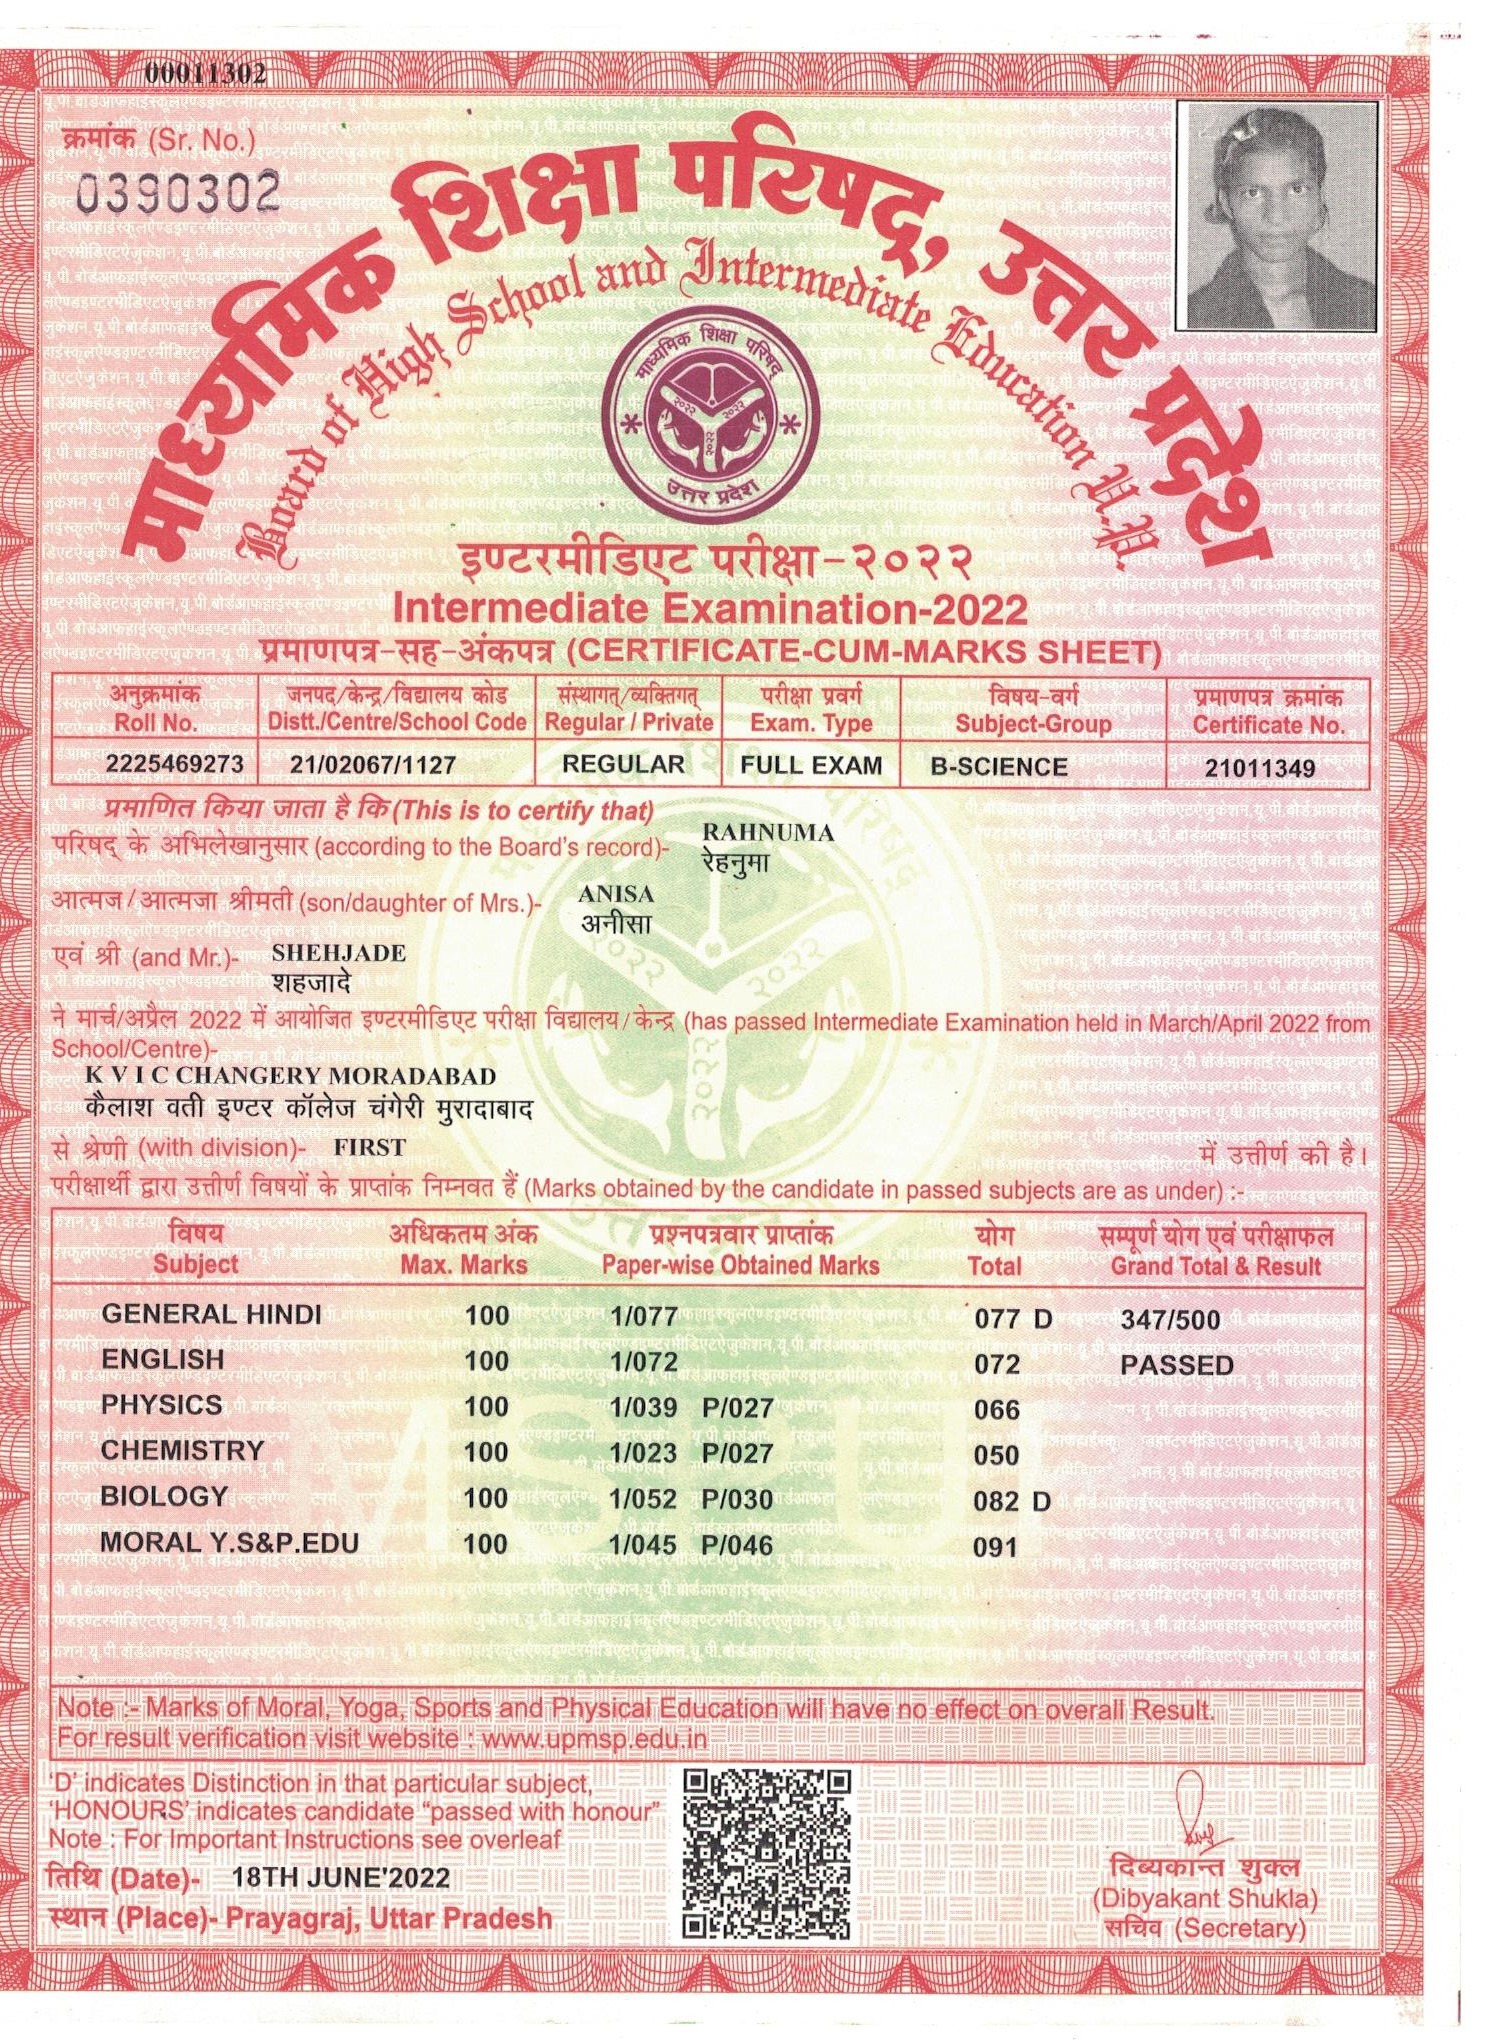 00011302
क्रमांक (Sr. No.)
0390302
माध्यमिक शिक्षा परिषद्, उत्तर प्रदेश
Board of High School and Intermediate Education U.P.
माध्यमिक शिक्षा परिषद्
२०२२ २०२२
२०२२
उत्तर प्रदेश
इण्टरमीडिएट परीक्षा-२०२२
Intermediate Examination-2022
प्रमाणपत्र-सह-अंकपत्र (CERTIFICATE-CUM-MARKS SHEET)
अनुक्रमांक जनपद/केन्द्र/विद्यालय कोड संस्थागत्/व्यक्तिगत् परीक्षा प्रवर्ग विषय-वर्ग प्रमाणपत्र क्रमांक
Roll No. Distt./Centre/School Code Regular / Private Exam. Type Subject-Group Certificate No.
2225469273 21/02067/1127 REGULAR FULL EXAM B-SCIENCE 21011349
प्रमाणित किया जाता है कि (This is to certify that)
RAHNUMA
परिषद् के अभिलेखानुसार (according to the Board's record)-
रेहनुमा
ANISA
आत्मज/आत्मजा श्रीमती (son/daughter of Mrs.)-
अनीसा
एवं श्री (and Mr.)- SHEHJADE
शहजादे
ने मार्च/अप्रैल 2022 में आयोजित इण्टरमीडिएट परीक्षा विद्यालय/केन्द्र (has passed Intermediate Examination held in March/April 2022 from
School/Centre)-
K V I C CHANGERY MORADABAD
कैलाश वती इण्टर कॉलेज चंगेरी मुरादाबाद
से श्रेणी (with division)- FIRST में उत्तीर्ण की है।
परीक्षार्थी द्वारा उत्तीर्ण विषयों के प्राप्तांक निम्नवत हैं (Marks obtained by the candidate in passed subjects are as under) :-
विषय अधिकतम अंक प्रश्नपत्रवार प्राप्तांक योग सम्पूर्ण योग एवं परीक्षाफल
Subject Max. Marks Paper-wise Obtained Marks Total Grand Total & Result
GENERAL HINDI 100 1/077 077 D 347/500
ENGLISH 100 1/072 072 PASSED
PHYSICS 100 1/039 P/027 066
CHEMISTRY 100 1/023 P/027 050
BIOLOGY 100 1/052 P/030 082 D
MORAL Y.S&P.EDU 100 1/045 P/046 091
Note :- Marks of Moral, Yoga, Sports and Physical Education will have no effect on overall Result.
For result verification visit website : www.upmsp.edu.in
'D' indicates Distinction in that particular subject,
'HONOURS' indicates candidate "passed with honour"
Note : For Important Instructions see overleaf
तिथि (Date)- 18TH JUNE'2022
स्थान (Place)- Prayagraj, Uttar Pradesh
दिब्यकान्त शुक्ल
(Dibyakant Shukla)
सचिव (Secretary)